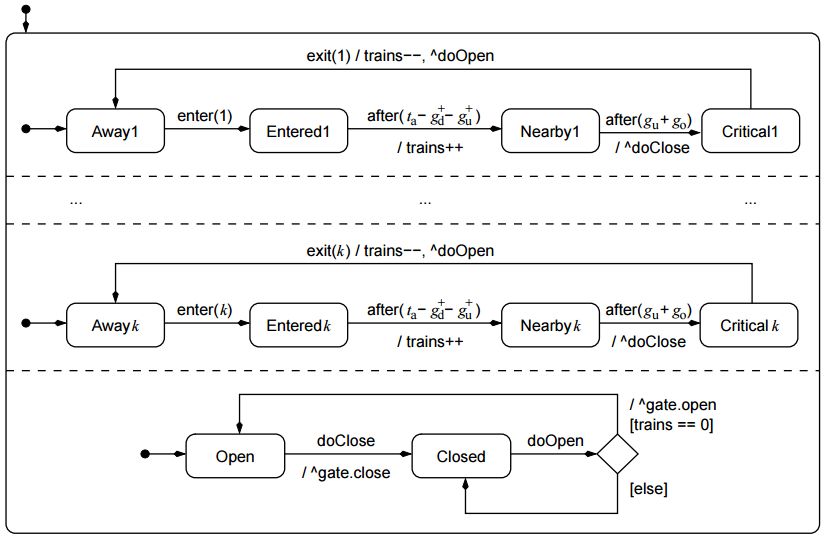 exit(1) / trains−−, ^doOpen
Away1 enter(1) Entered1 after( tₐ − g_d^+ − g_u^+ ) Nearby1 after(g_u + g_o) Critical1
/ trains++ / ^doClose
... ... ...
exit(k) / trains−−, ^doOpen
Away k enter(k) Entered k after( tₐ − g_d^+ − g_u^+ ) Nearby k after(g_u + g_o) Critical k
/ trains++ / ^doClose
/ ^gate.open
[trains == 0]
Open doClose Closed doOpen
/ ^gate.close
[else]